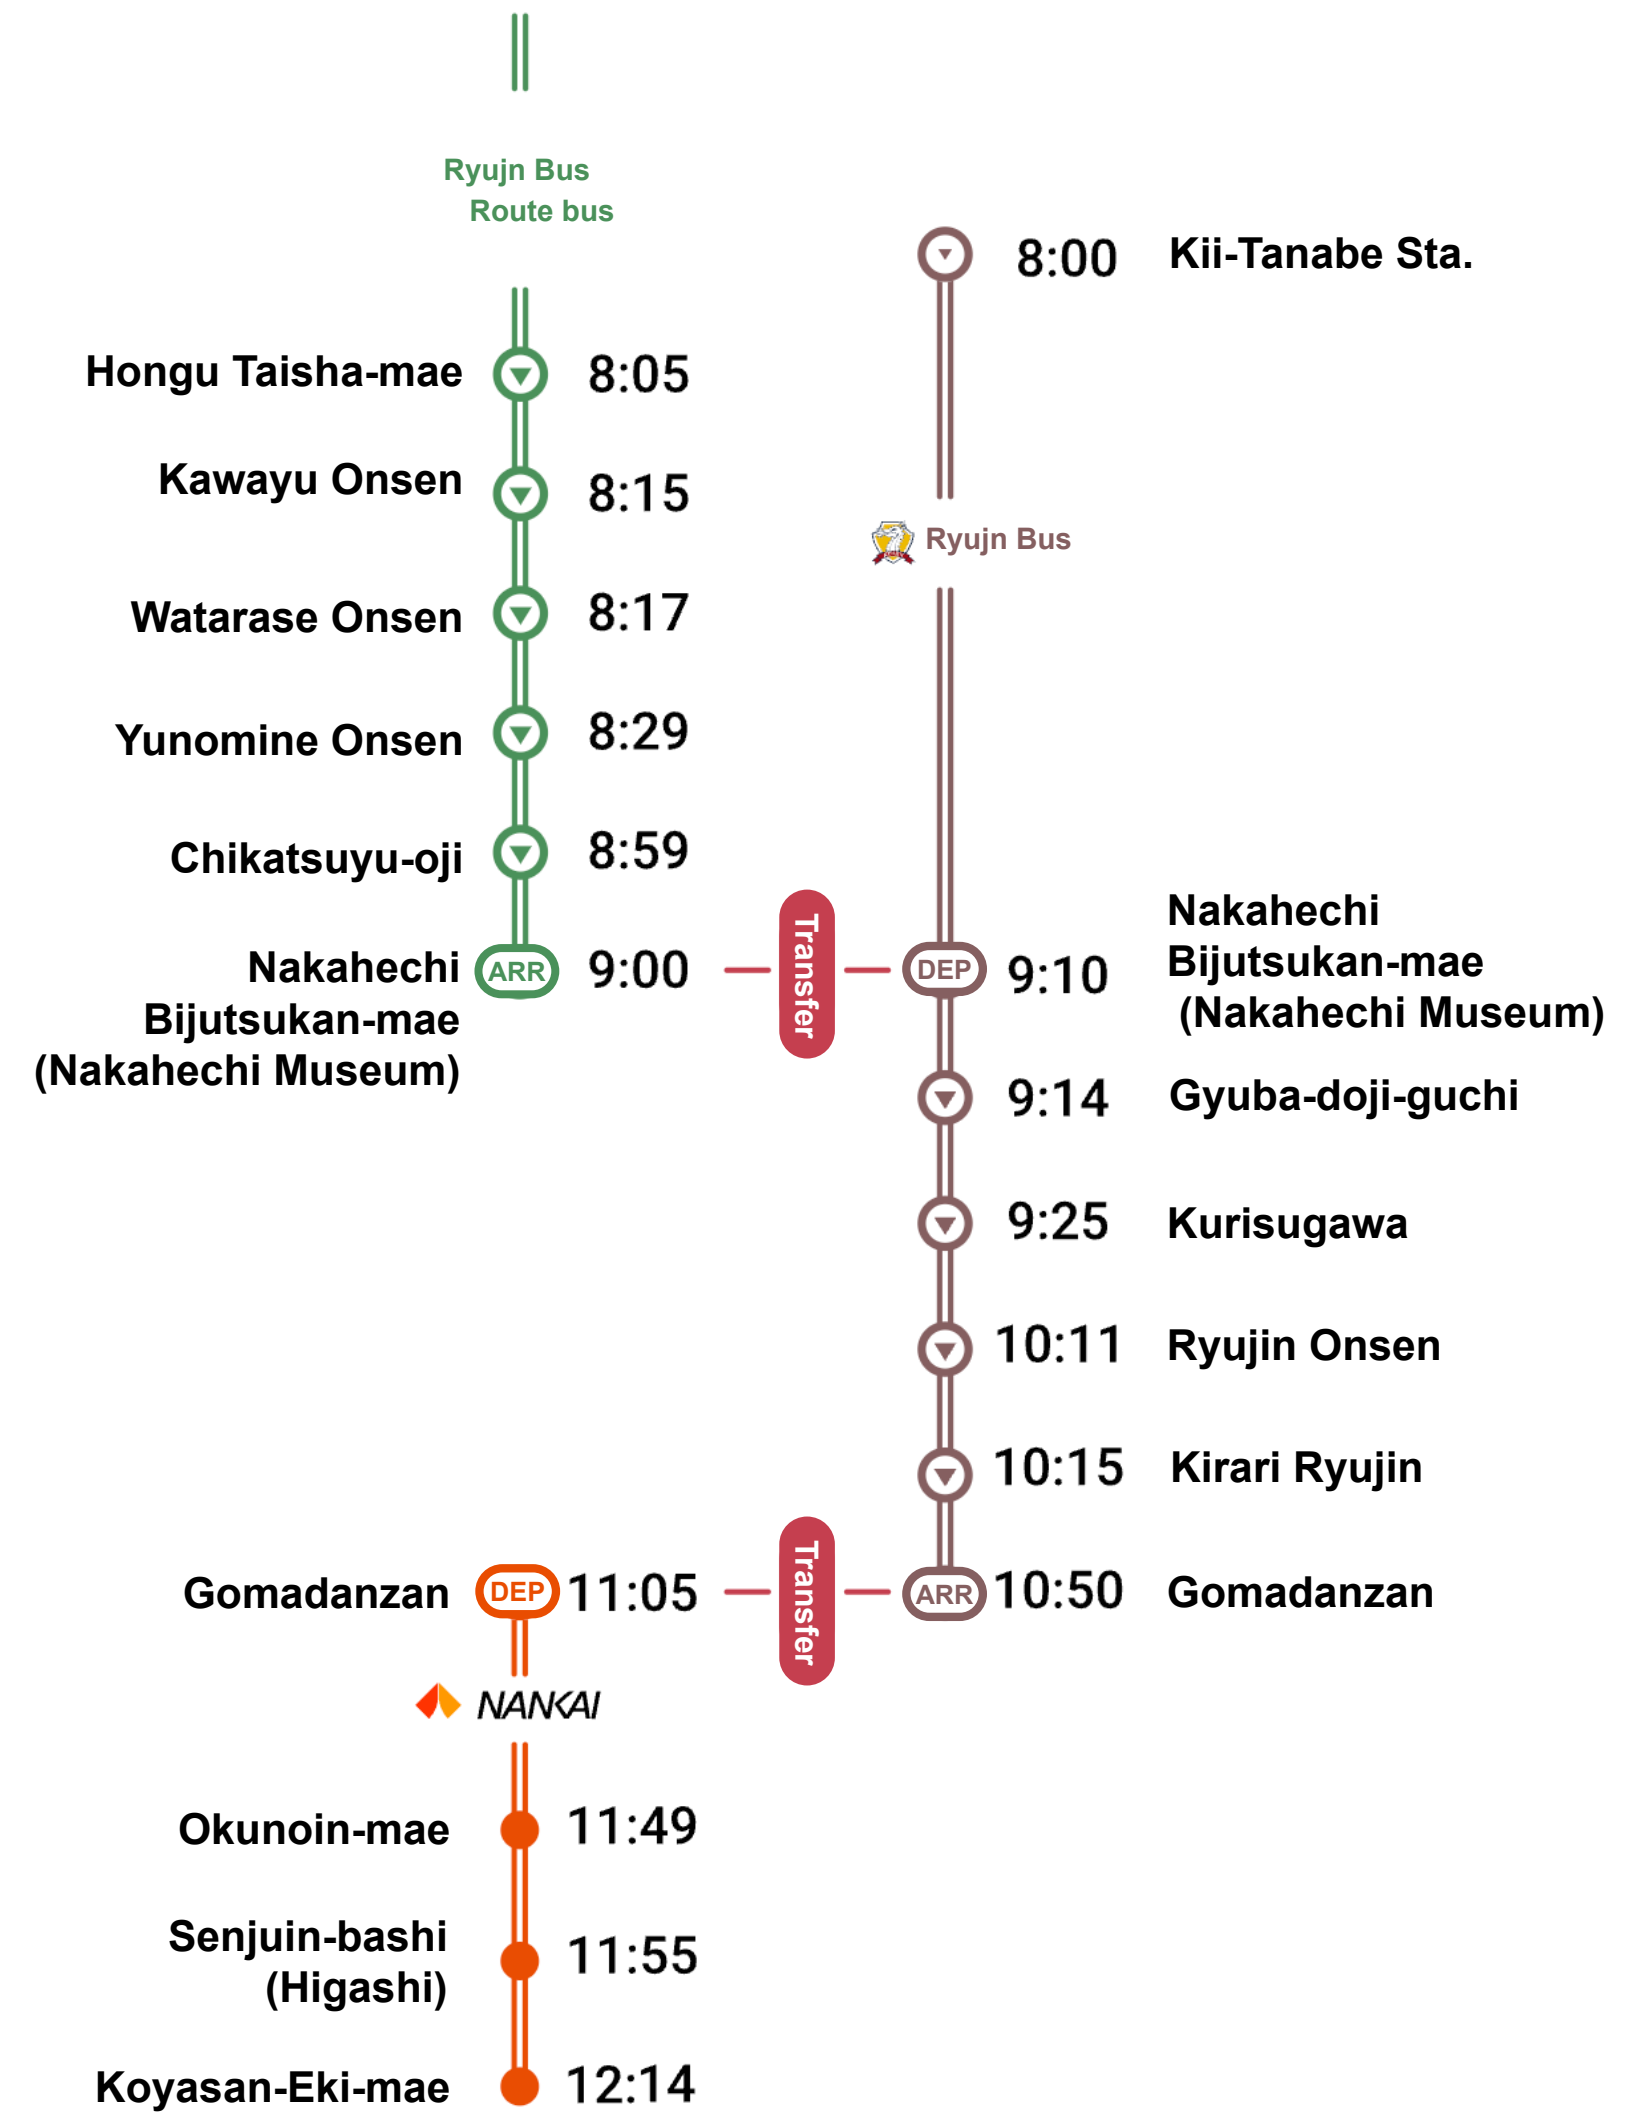 Ryujn Bus
Route bus
8:00 Kii-Tanabe Sta.
Hongu Taisha-mae 8:05
Kawayu Onsen 8:15
Ryujn Bus
Watarase Onsen 8:17
Yunomine Onsen 8:29
Chikatsuyu-oji 8:59
Nakahechi
Bijutsukan-mae
(Nakahechi Museum)
ARR 9:00
Transfer
DEP 9:10
Nakahechi
Bijutsukan-mae
(Nakahechi Museum)
9:14 Gyuba-doji-guchi
9:25 Kurisugawa
10:11 Ryujin Onsen
10:15 Kirari Ryujin
Gomadanzan DEP 11:05
Transfer
ARR 10:50 Gomadanzan
NANKAI
Okunoin-mae 11:49
Senjuin-bashi
(Higashi)
11:55
Koyasan-Eki-mae 12:14